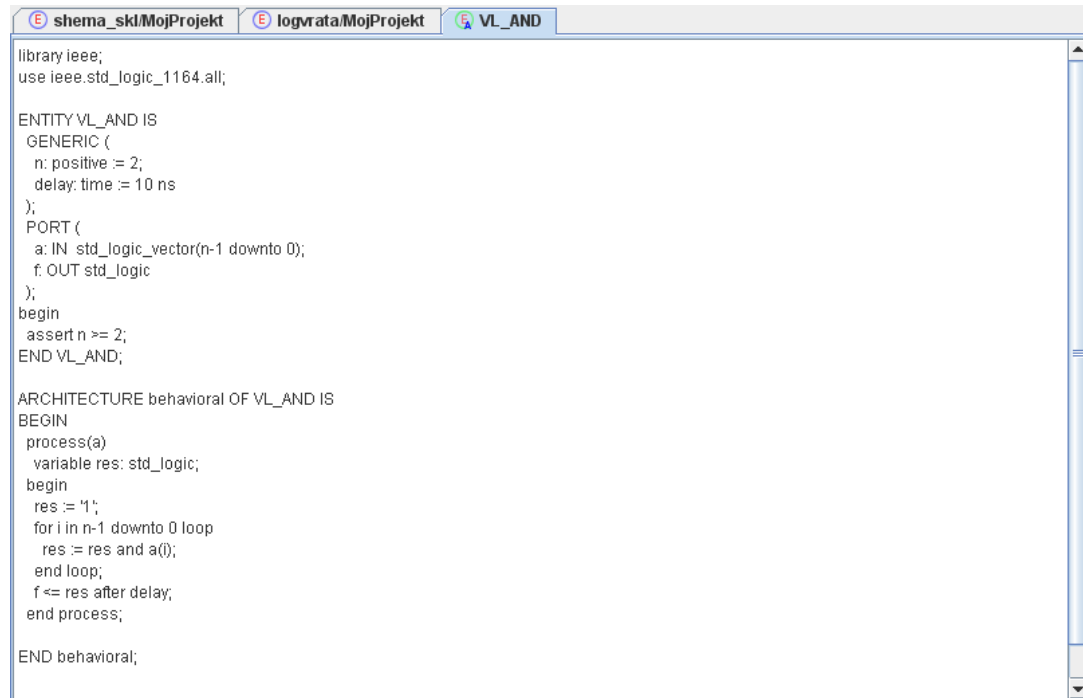 E shema_skl/MojProjekt E logvrata/MojProjekt E A VL_AND
library ieee;
use ieee.std_logic_1164.all;
ENTITY VL_AND IS
GENERIC (
n: positive := 2;
delay: time := 10 ns
);
PORT (
a: IN  std_logic_vector(n-1 downto 0);
f: OUT std_logic
);
begin
assert n >= 2;
END VL_AND;
ARCHITECTURE behavioral OF VL_AND IS
BEGIN
process(a)
variable res: std_logic;
begin
res := '1';
for i in n-1 downto 0 loop
res := res and a(i);
end loop;
f <= res after delay;
end process;
END behavioral;